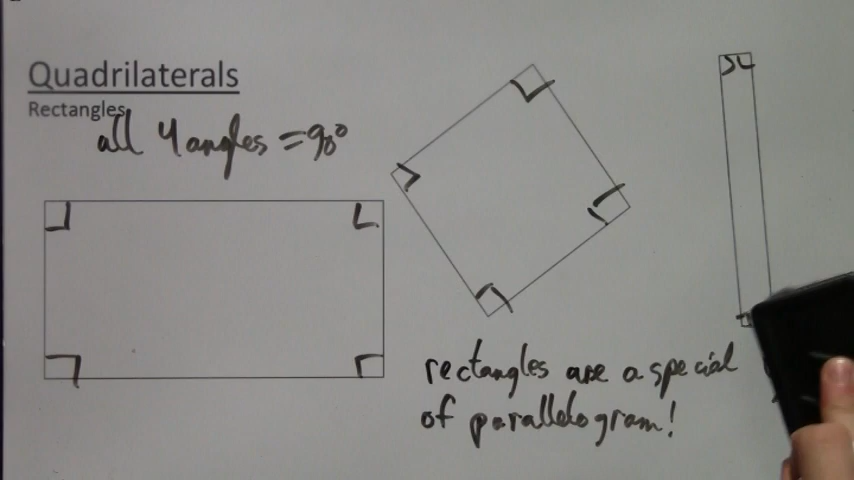 Quadrilaterals
Rectangles
all 4 angles = 90°
rectangles are a special
of parallelogram!